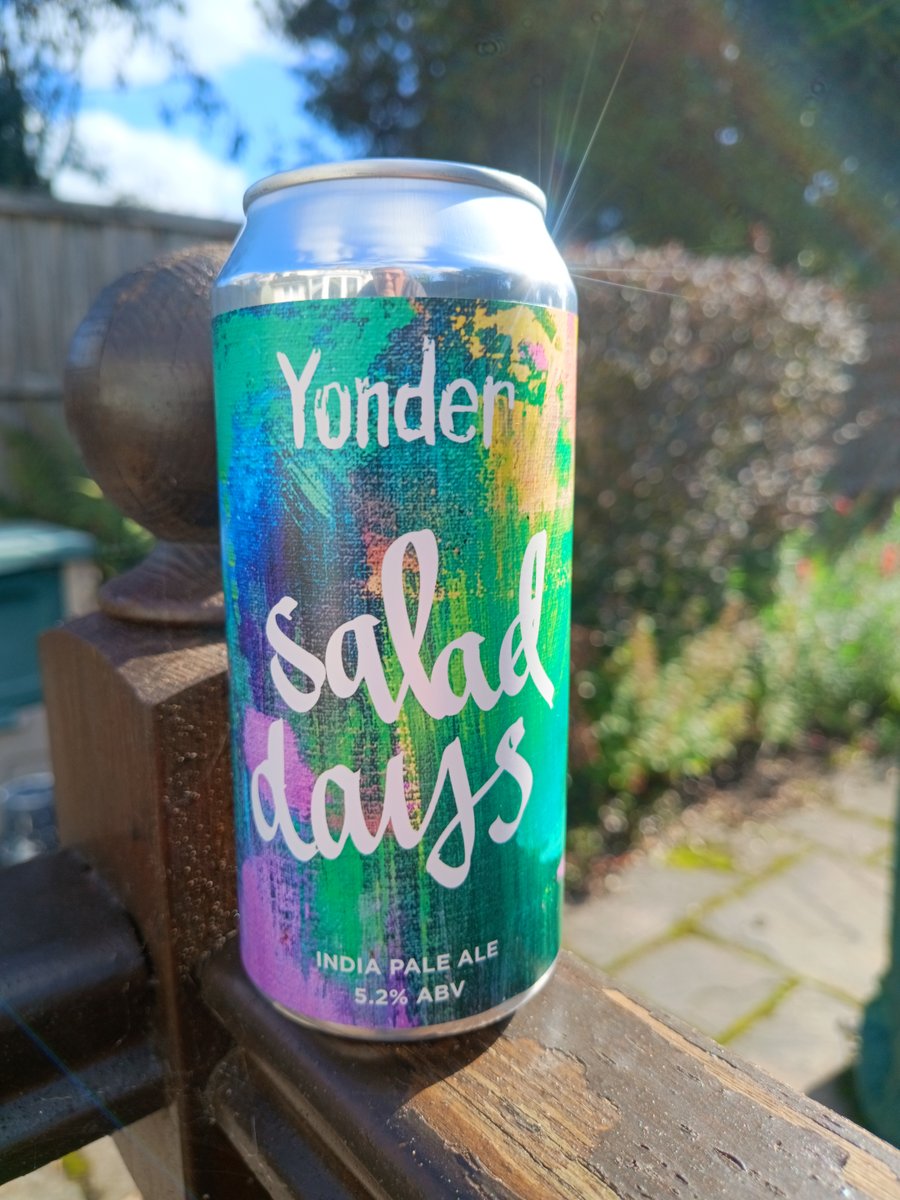 Yonder
salad
days
INDIA PALE ALE
5.2% ABV